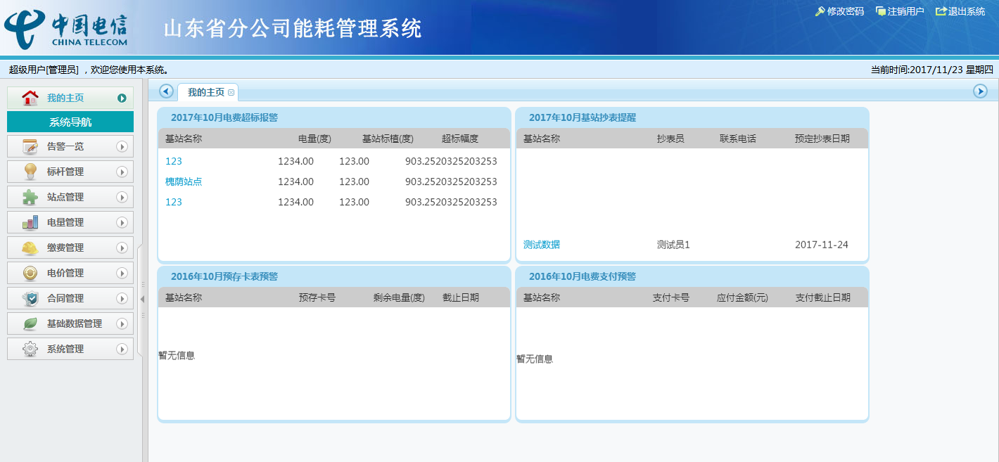 中国电信
CHINA TELECOM
山东省分公司能耗管理系统
修改密码 注销用户 退出系统
超级用户[管理员] ，欢迎您使用本系统。
当前时间:2017/11/23 星期四
我的主页
系统导航
告警一览
标杆管理
站点管理
电量管理
缴费管理
电价管理
合同管理
基础数据管理
系统管理
我的主页
2017年10月电费超标报警
基站名称 电量(度) 基站标植(度) 超标幅度
123 1234.00 123.00 903.2520325203253
槐荫站点 1234.00 123.00 903.2520325203253
123 1234.00 123.00 903.2520325203253
2017年10月基站抄表提醒
基站名称 抄表员 联系电话 预定抄表日期
测试数据 测试员1 2017-11-24
2016年10月预存卡表预警
基站名称 预存卡号 剩余电量(度) 截止日期
暂无信息
2016年10月电费支付预警
基站名称 支付卡号 应付金额(元) 支付截止日期
暂无信息